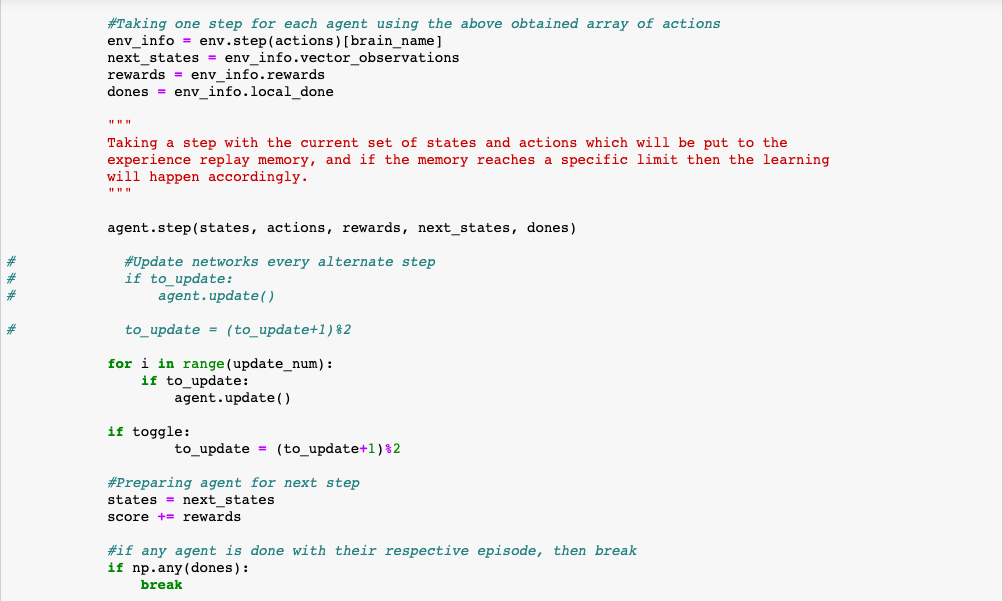 #Taking one step for each agent using the above obtained array of actions
env_info = env.step(actions)[brain_name]
next_states = env_info.vector_observations
rewards = env_info.rewards
dones = env_info.local_done
"""
Taking a step with the current set of states and actions which will be put to the
experience replay memory, and if the memory reaches a specific limit then the learning
will happen accordingly.
"""
agent.step(states, actions, rewards, next_states, dones)
#             #Update networks every alternate step
#             if to_update:
#                 agent.update()
#             to_update = (to_update+1)%2
for i in range(update_num):
    if to_update:
        agent.update()
if toggle:
        to_update = (to_update+1)%2
#Preparing agent for next step
states = next_states
score += rewards
#if any agent is done with their respective episode, then break
if np.any(dones):
    break